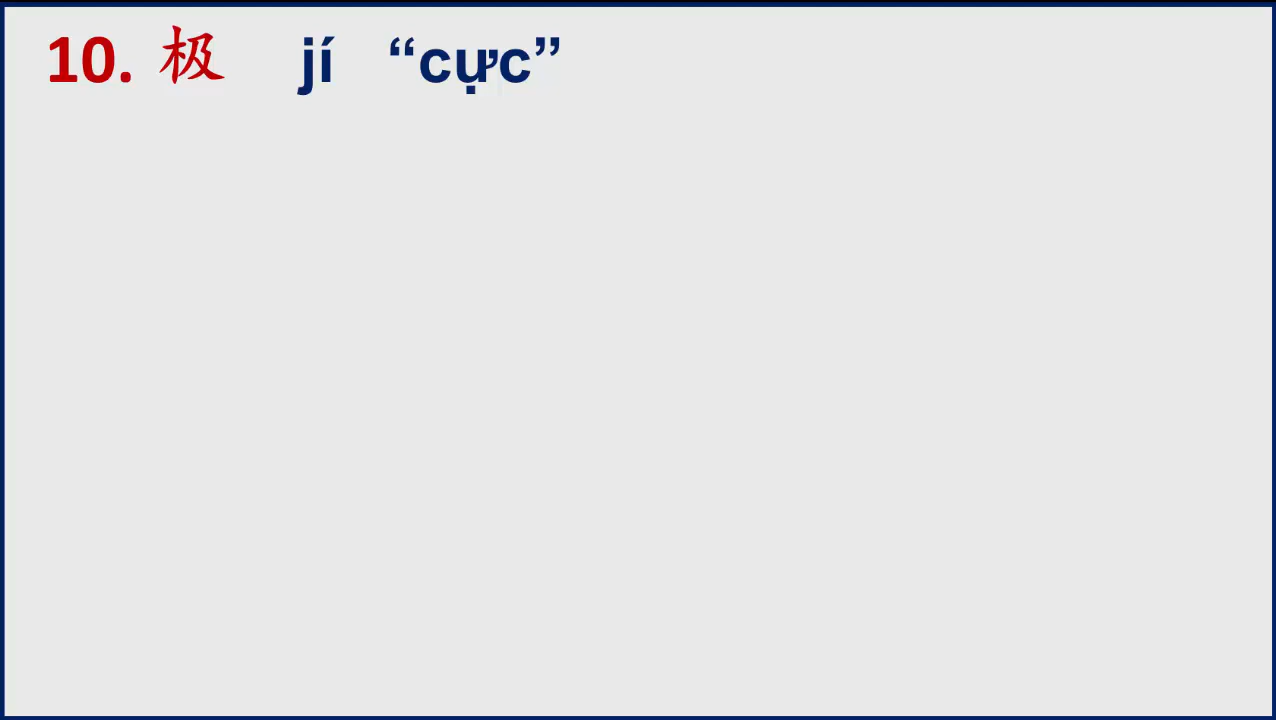 10. 极 jí “cực”